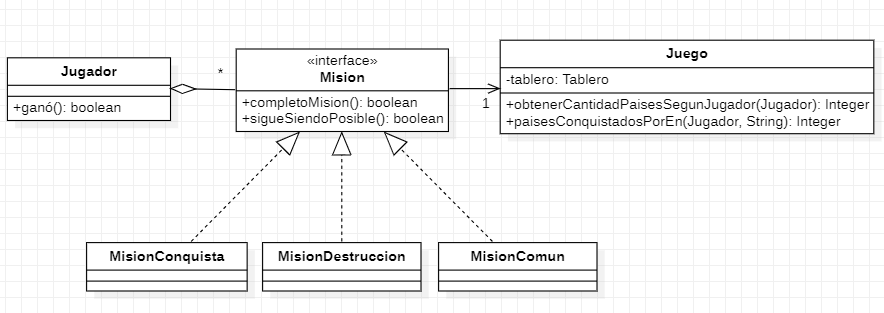 Jugador
+ganó(): boolean
*
«interface»
Mision
+completoMision(): boolean
+sigueSiendoPosible(): boolean
1
Juego
-tablero: Tablero
+obtenerCantidadPaisesSegunJugador(Jugador): Integer
+paisesConquistadosPorEn(Jugador, String): Integer
MisionConquista
MisionDestruccion
MisionComun